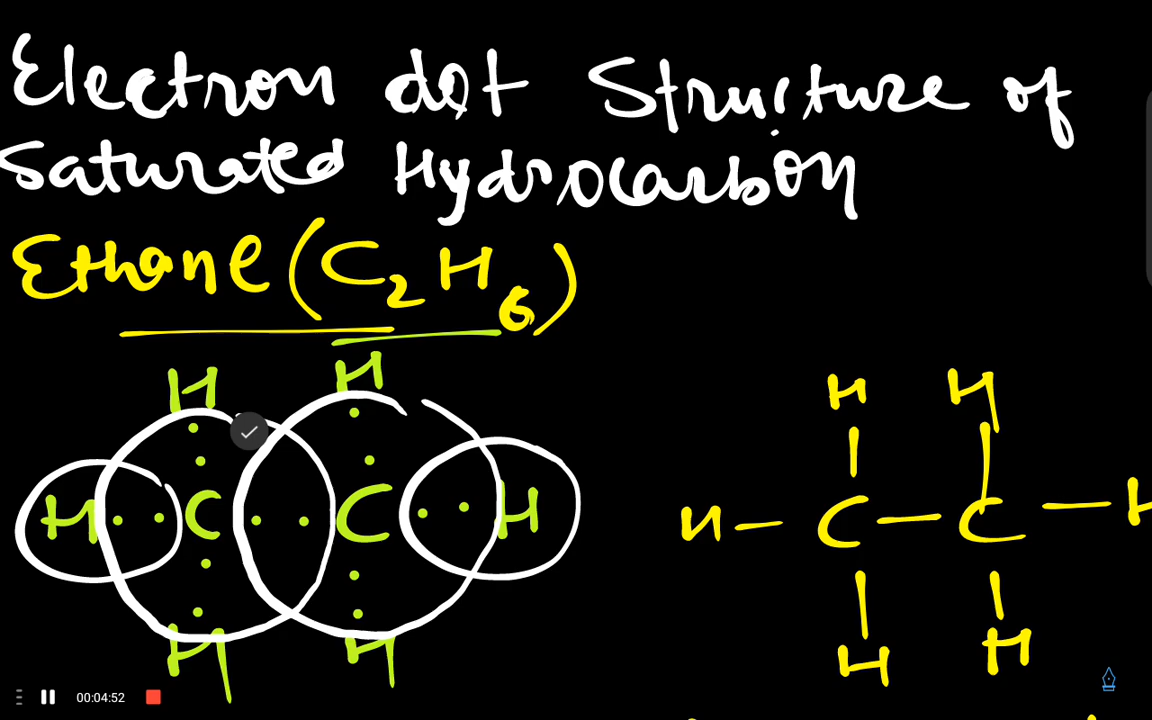 Electron dot Structure of
Saturated Hydrocarbon
Ethane (C2H6)
H H
H C C H
H H
H H
H - C - C - H
H H
00:04:52